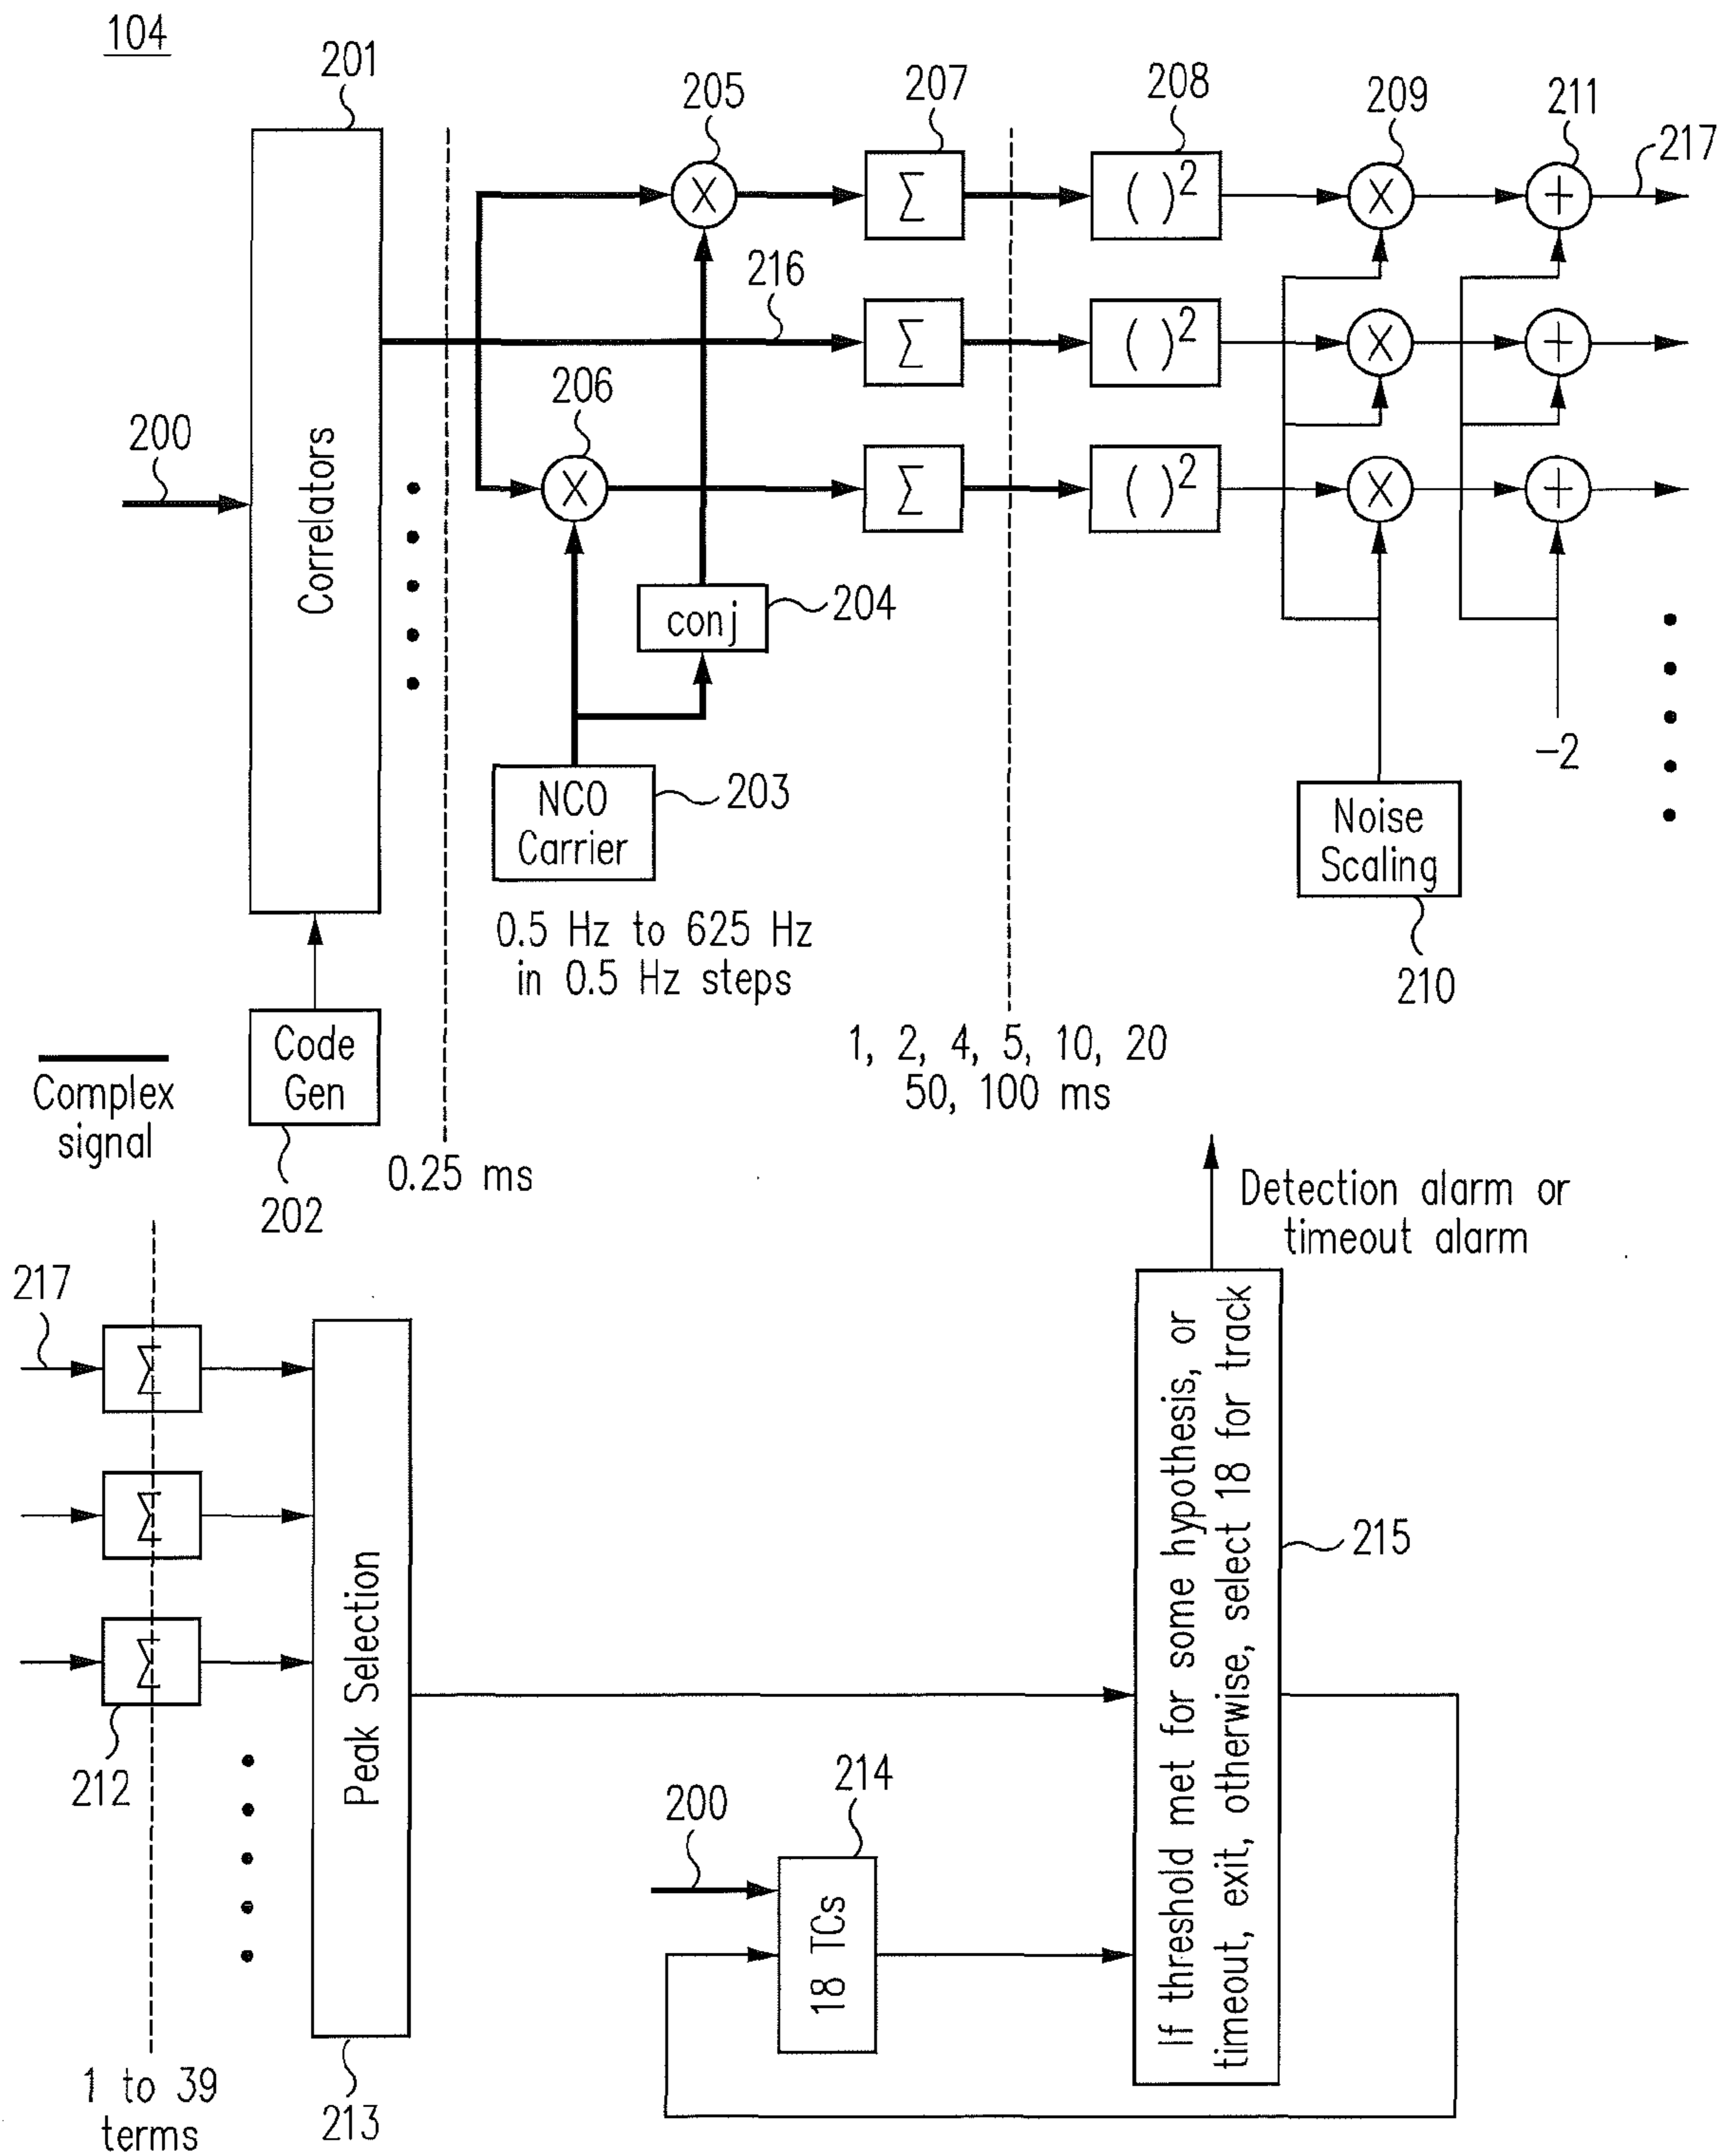 104
201
205
207
208
209
211
217
X
Σ
( )²
X
+
216
Σ
( )²
X
+
200
206
Correlators
X
Σ
( )²
X
+
conj
204
NCO
Carrier
203
-2
Noise
Scaling
0.5 Hz to 625 Hz
in 0.5 Hz steps
210
Code
Gen
Complex
signal
1, 2, 4, 5, 10, 20
50, 100 ms
202
0.25 ms
Detection alarm or
timeout alarm
217
Σ
Σ
Σ
212
Peak Selection
If threshold met for some hypothesis, or
timeout, exit, otherwise, select 18 for track
215
200
214
18 TCs
1 to 39
terms
213